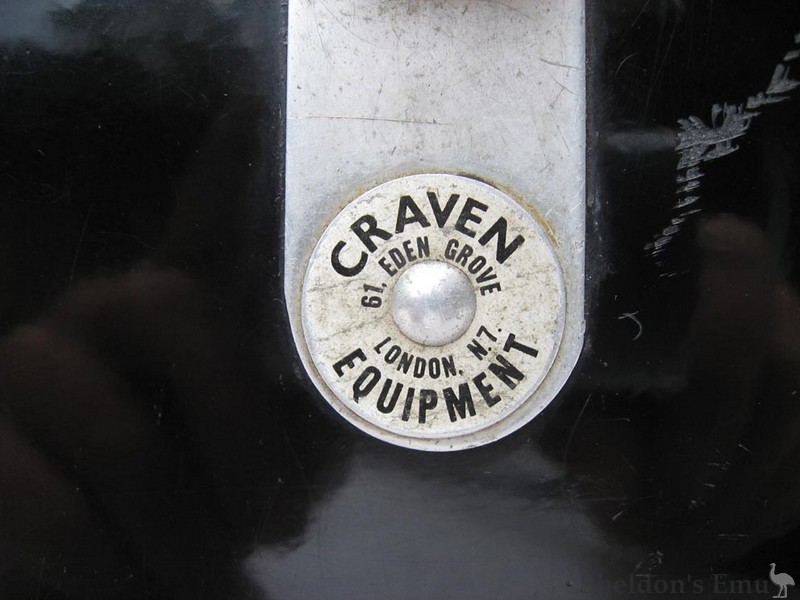 CRAVEN
61, EDEN GROVE
LONDON, N.7.
EQUIPMENT
Sheldon's Emu